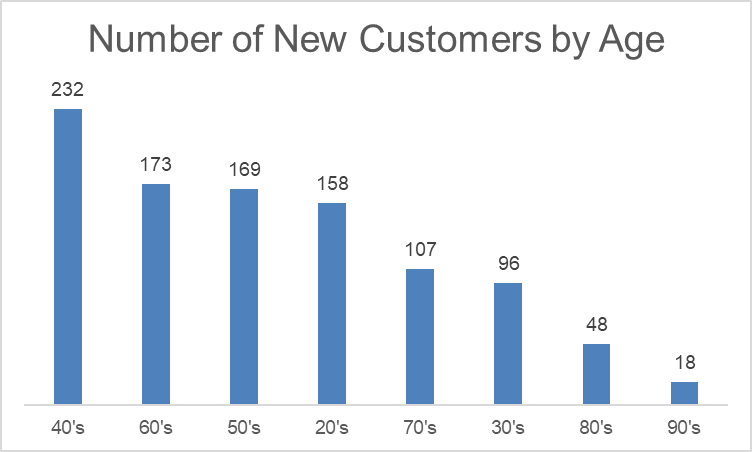 Number of New Customers by Age
232
173
169
158
107
96
48
18
40's
60's
50's
20's
70's
30's
80's
90's